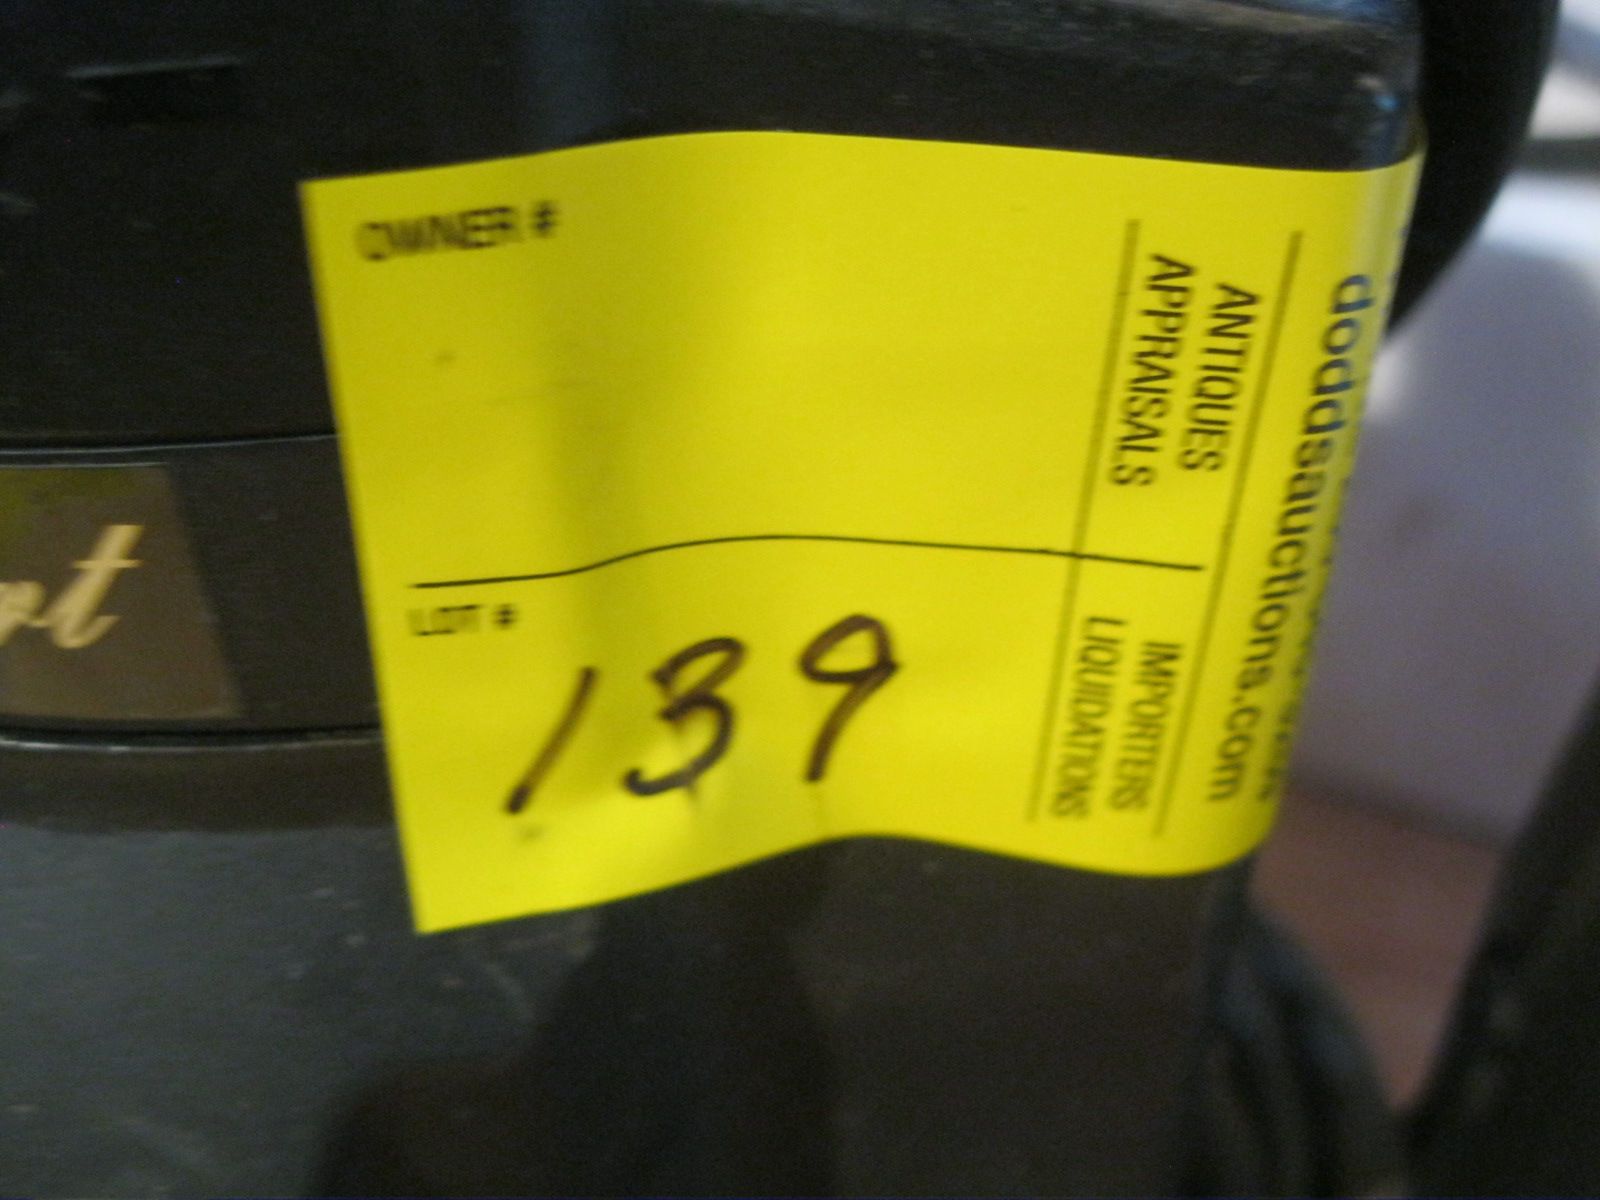 OWNER #
LOT #
139
ANTIQUES
APPRAISALS
IMPORTERS
LIQUIDATIONS
doddsauctions.com